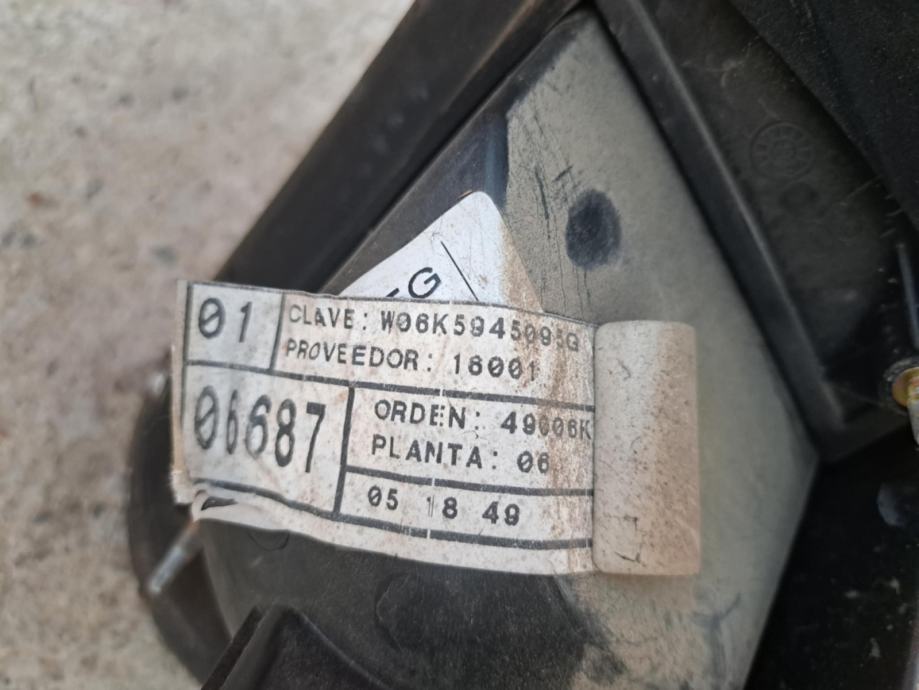 01
CLAVE: W06K5945095G
PROVEEDOR: 16001
06687
ORDEN: 49006K
PLANTA: 06
05 18 49